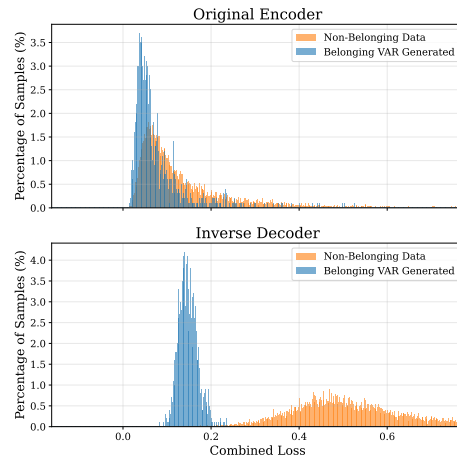 Original Encoder
Percentage of Samples (%)
3.5
3.0
2.5
2.0
1.5
1.0
0.5
0.0
Non-Belonging Data
Belonging VAR Generated
Inverse Decoder
Percentage of Samples (%)
4.0
3.5
3.0
2.5
2.0
1.5
1.0
0.5
0.0
Non-Belonging Data
Belonging VAR Generated
0.0 0.2 0.4 0.6
Combined Loss